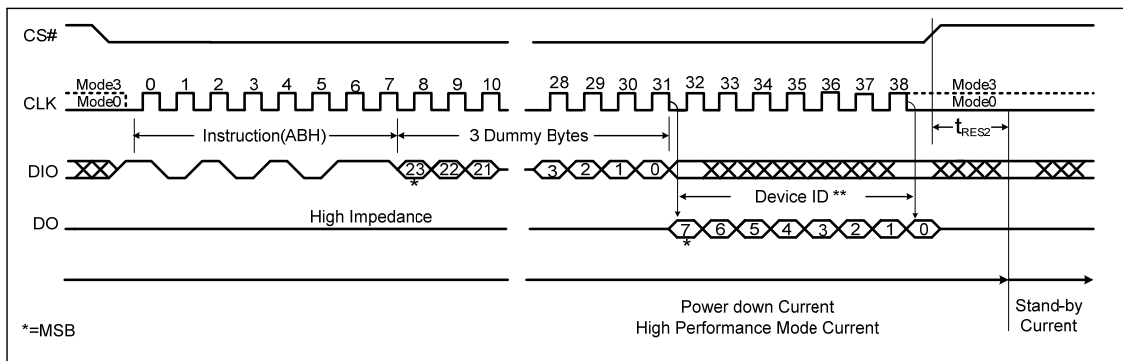 CS#
Mode3
Mode0
CLK
0 1 2 3 4 5 6 7 8 9 10 28 29 30 31 32 33 34 35 36 37 38
Mode3
Mode0
Instruction(ABH)
3 Dummy Bytes
tRES2
DIO
23 22 21 3 2 1 0
*
Device ID **
High Impedance
DO
7 6 5 4 3 2 1 0
*
Power down Current
High Performance Mode Current
Stand-by
Current
*=MSB